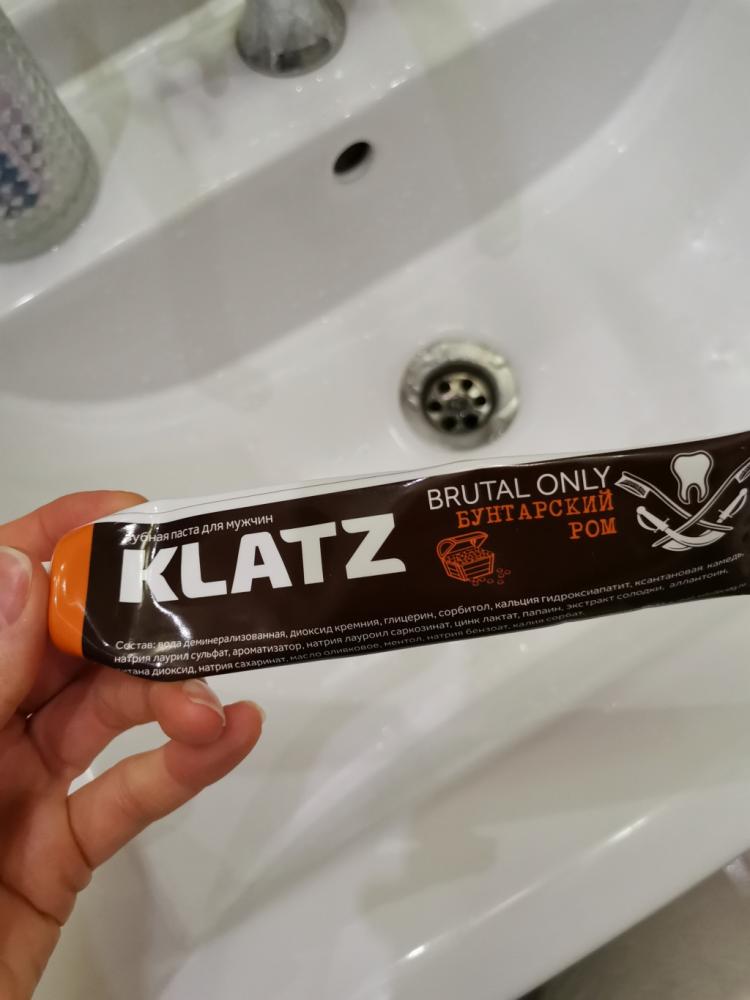 Зубная паста для мужчин
KLATZ
BRUTAL ONLY
БУНТАРСКИЙ
РОМ
Состав: вода деминерализованная, диоксид кремния, глицерин, сорбитол, кальция гидроксиапатит, ксантановая камедь,
натрия лаурил сульфат, ароматизатор, натрия лауроил саркозинат, цинк лактат, папаин, экстракт солодки, аллантоин,
титана диоксид, натрия сахаринат, масло оливковое, ментол, натрия бензоат, калия сорбат.